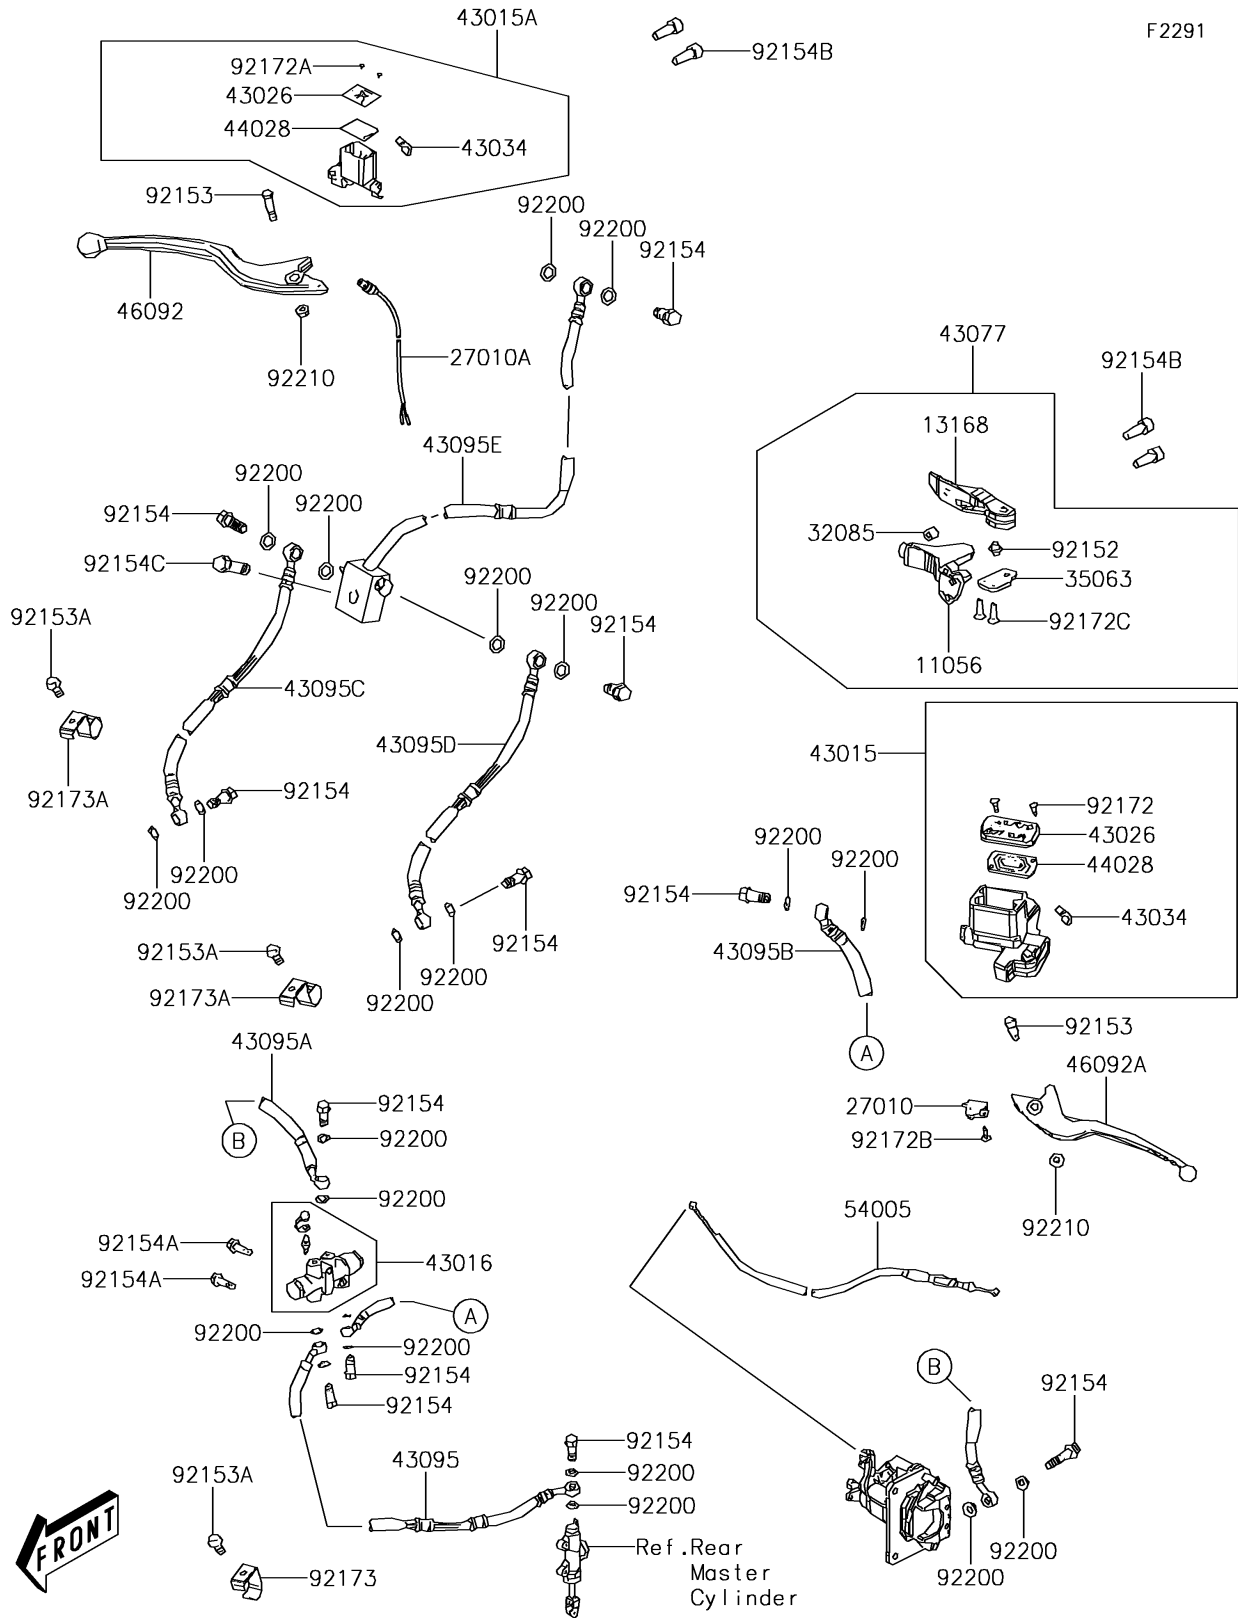 43015A
F2291
92154B
92172A
43026
44028
43034
92153
92200
92200
92154
46092
43077
92154B
27010A
92210
13168
43095E
92200
92200
92154
32085
92152
92154C
92200
35063
92200
92154
92153A
92172C
11056
43095C
43095D
43015
92154
92173A
92172
43026
92200
92200
44028
92200
92154
92200
43034
92154
92153A
43095B
92200
92173A
92200
92153
43095A
A
46092A
92154
27010
B
92200
92172B
92200
54005
92210
92154A
43016
92154A
A
92200
92200
B
92154
92154
92154
92154
43095
92200
92153A
92200
FRONT
Ref.Rear
Master
Cylinder
92200
92173
92200